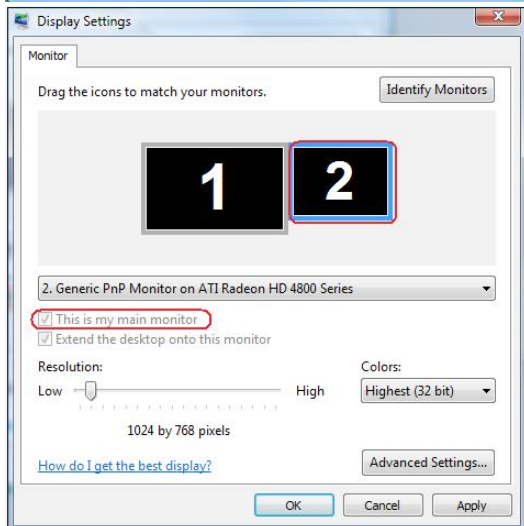 Display Settings
Monitor
Drag the icons to match your monitors.
Identify Monitors
1 2
2. Generic PnP Monitor on ATI Radeon HD 4800 Series
This is my main monitor
Extend the desktop onto this monitor
Resolution: Colors:
Low High Highest (32 bit)
1024 by 768 pixels
How do I get the best display? Advanced Settings...
OK Cancel Apply